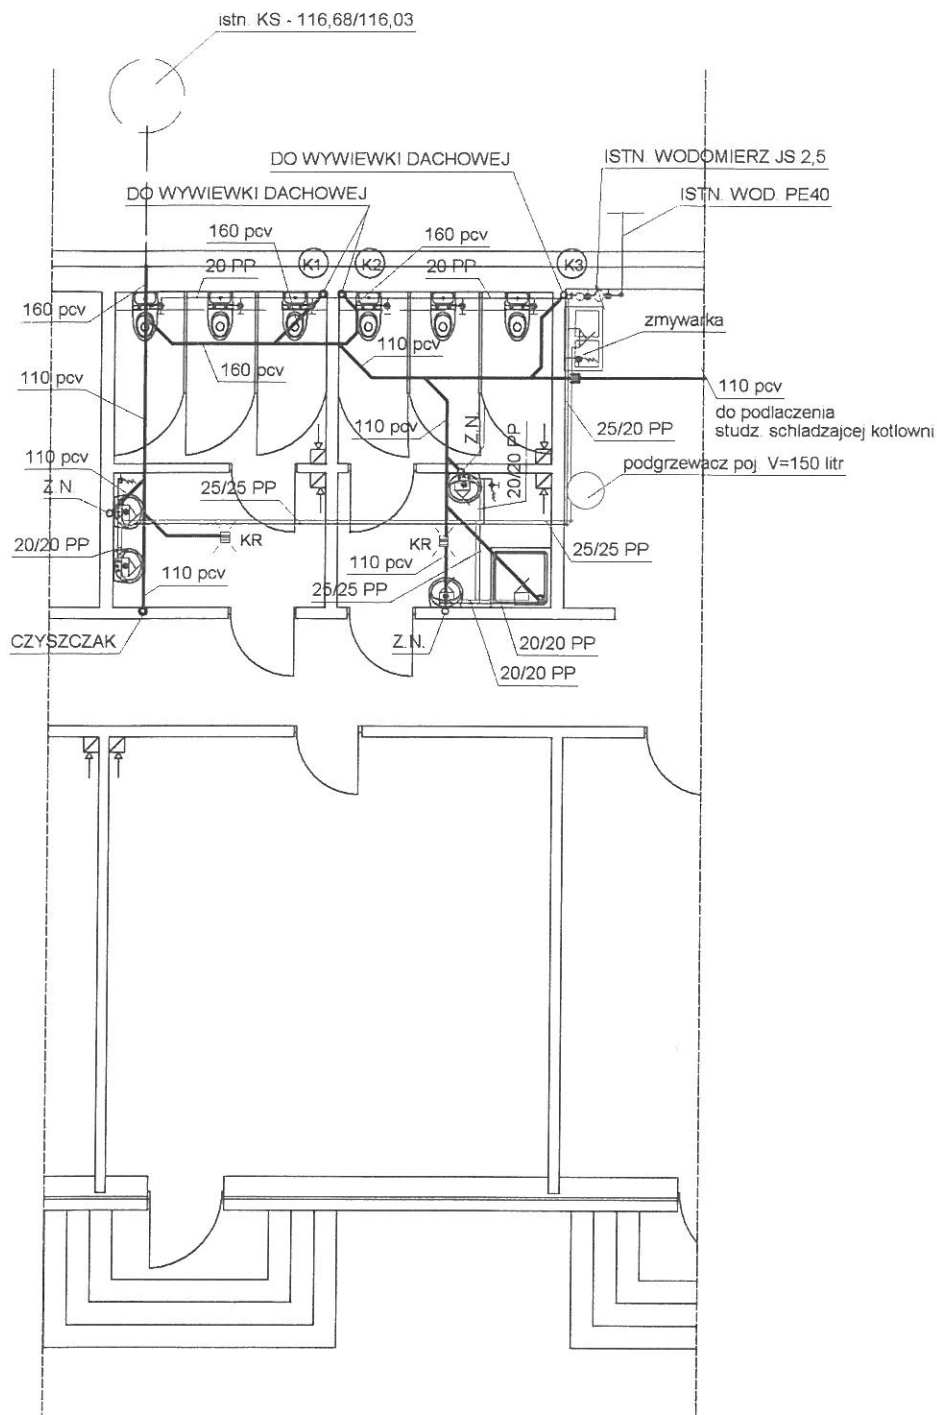 istn. KS - 116,68/116,03
DO WYWIEWKI DACHOWEJ
ISTN. WODOMIERZ JS 2,5
DO WYWIEWKI DACHOWEJ
ISTN. WOD. PE40
160 pcv
160 pcv
K1
K2
K3
20 PP
20 PP
160 pcv
zmywarka
110 pcv
160 pcv
110 pcv
110 pcv
do podlaczenia
studz. schladzajcej kotlowni
110 pcv
Z.N.
20/20 PP
25/20 PP
110 pcv
podgrzewacz poj. V=150 litr
Z.N.
25/25 PP
KR
KR
20/20 PP
25/25 PP
110 pcv
110 pcv
25/25 PP
CZYSZCZAK
Z.N.
20/20 PP
20/20 PP